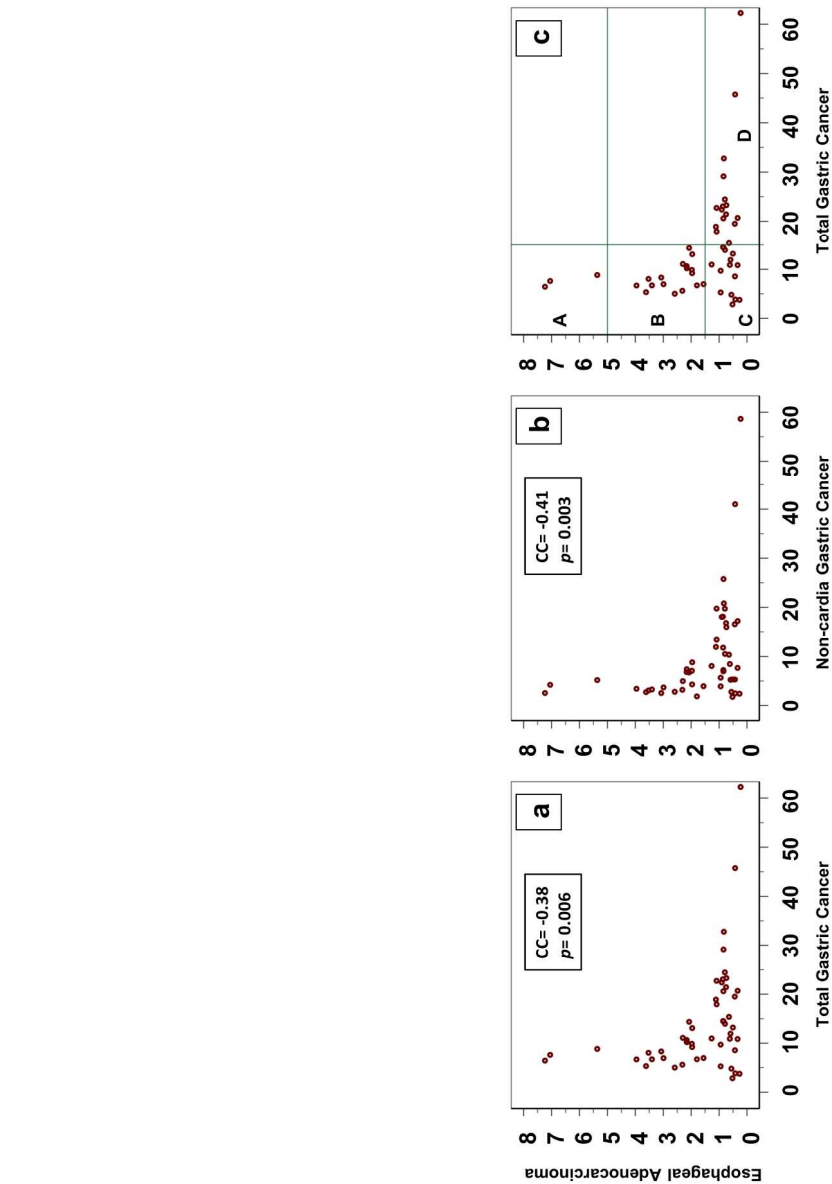 Esophageal Adenocarcinoma
8
7
6
5
4
3
2
1
0
a
CC= -0.38
p= 0.006
0 10 20 30 40 50 60
Total Gastric Cancer
8
7
6
5
4
3
2
1
0
b
CC= -0.41
p= 0.003
0 10 20 30 40 50 60
Non-cardia Gastric Cancer
8
7
6
5
4
3
2
1
0
c
A
B
C D
0 10 20 30 40 50 60
Total Gastric Cancer